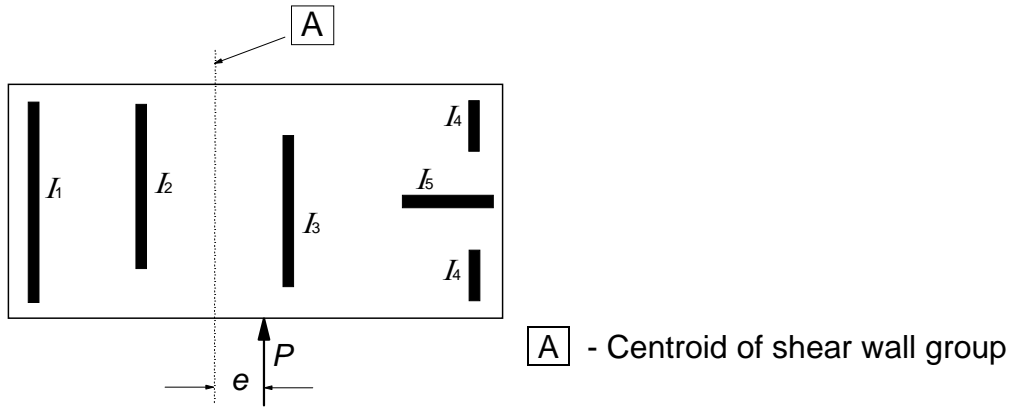 A
I4
I5
I1
I2
I3
I4
P
e
A - Centroid of shear wall group